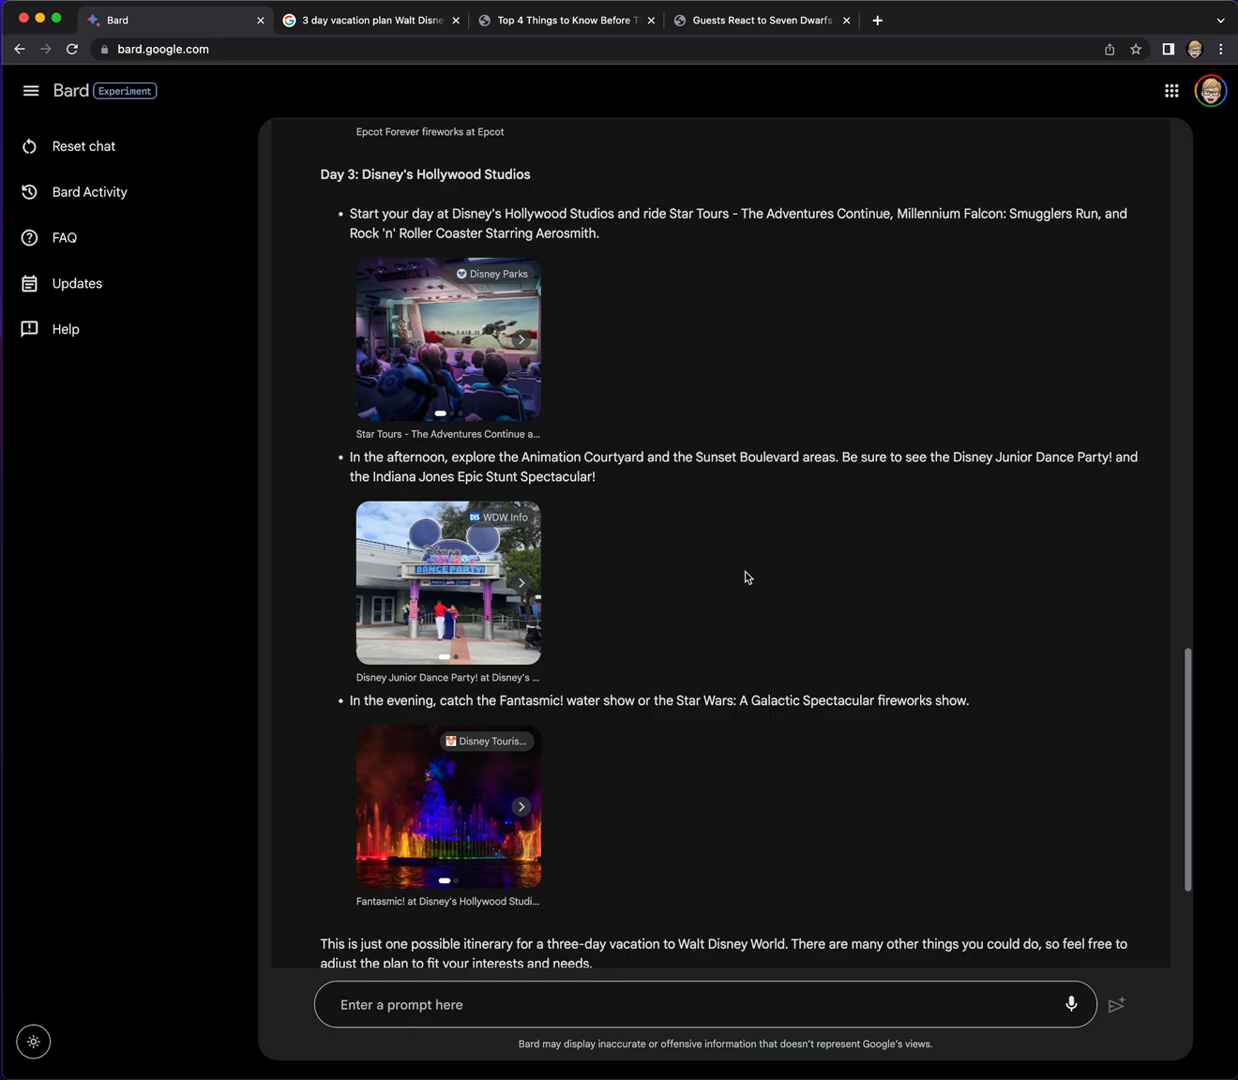 Bard
3 day vacation plan Walt Disne
Top 4 Things to Know Before T
Guests React to Seven Dwarfs
bard.google.com
Bard Experiment
Reset chat
Bard Activity
FAQ
Updates
Help
Epcot Forever fireworks at Epcot
Day 3: Disney's Hollywood Studios
• Start your day at Disney's Hollywood Studios and ride Star Tours - The Adventures Continue, Millennium Falcon: Smugglers Run, and
Rock 'n' Roller Coaster Starring Aerosmith.
Disney Parks
Star Tours - The Adventures Continue a...
• In the afternoon, explore the Animation Courtyard and the Sunset Boulevard areas. Be sure to see the Disney Junior Dance Party! and
the Indiana Jones Epic Stunt Spectacular!
DIS WDW Info
DANCE PARTY!
Disney Junior Dance Party! at Disney's ...
• In the evening, catch the Fantasmic! water show or the Star Wars: A Galactic Spectacular fireworks show.
Disney Touris...
Fantasmic! at Disney's Hollywood Studi...
This is just one possible itinerary for a three-day vacation to Walt Disney World. There are many other things you could do, so feel free to
adjust the plan to fit your interests and needs.
Enter a prompt here
Bard may display inaccurate or offensive information that doesn't represent Google's views.